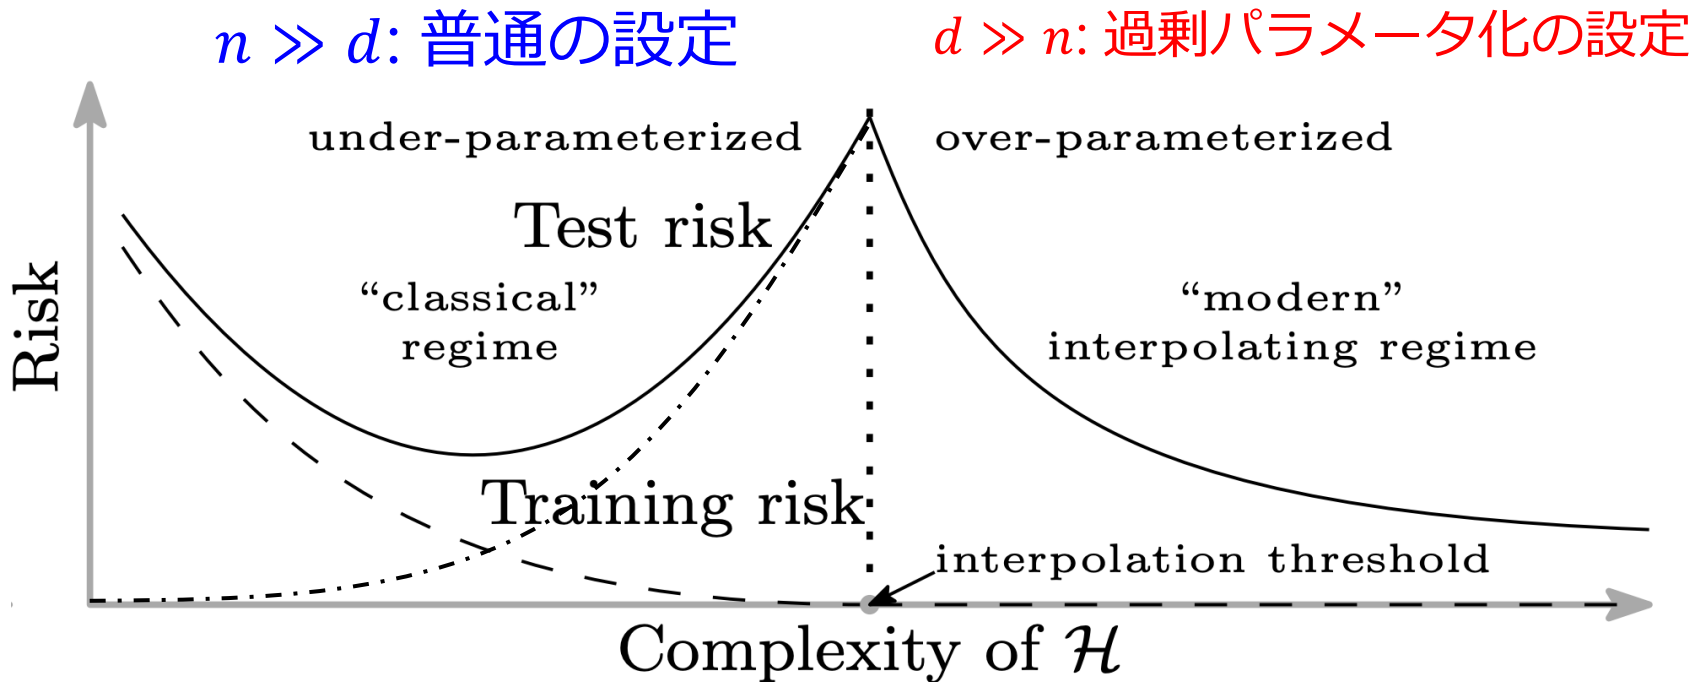 n ≫ d: 普通の設定
d ≫ n: 過剰パラメータ化の設定
under-parameterized
over-parameterized
Test risk
“classical”
regime
“modern”
interpolating regime
Risk
Training risk
interpolation threshold
Complexity of ℋ